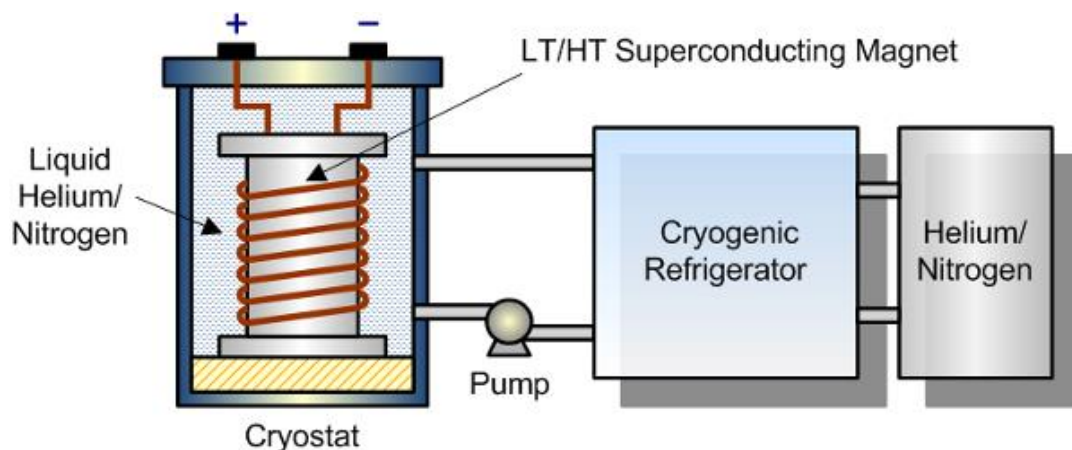 +
−
LT/HT Superconducting Magnet
Liquid
Helium/
Nitrogen
Cryogenic
Refrigerator
Helium/
Nitrogen
Pump
Cryostat